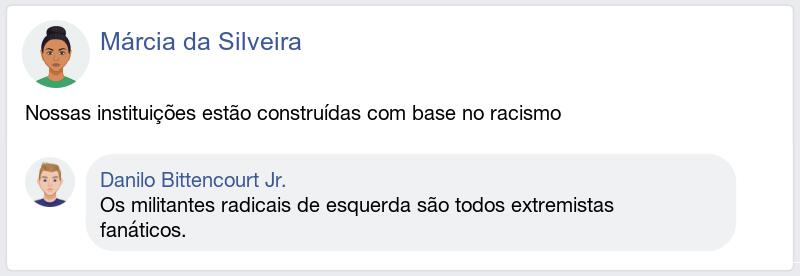 Márcia da Silveira
Nossas instituições estão construídas com base no racismo
Danilo Bittencourt Jr.
Os militantes radicais de esquerda são todos extremistas
fanáticos.